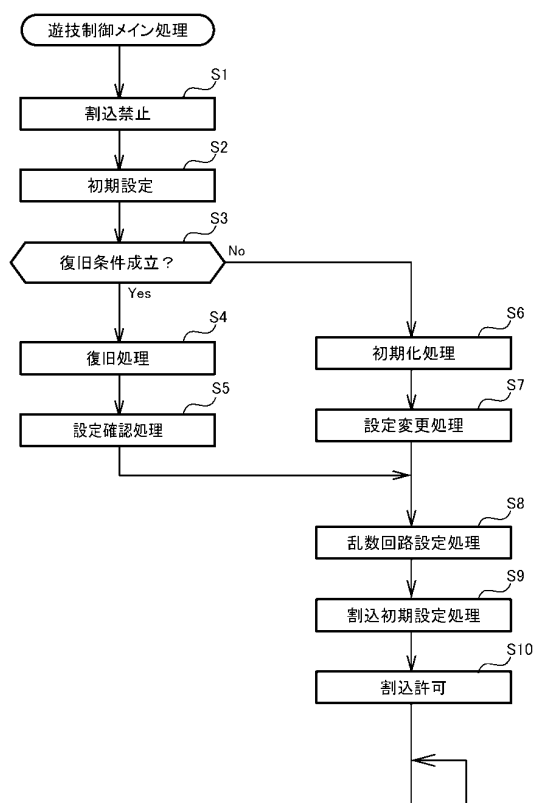 遊技制御メイン処理
S1
割込禁止
S2
初期設定
S3
復旧条件成立？
No
Yes
S4
復旧処理
S5
設定確認処理
S6
初期化処理
S7
設定変更処理
S8
乱数回路設定処理
S9
割込初期設定処理
S10
割込許可